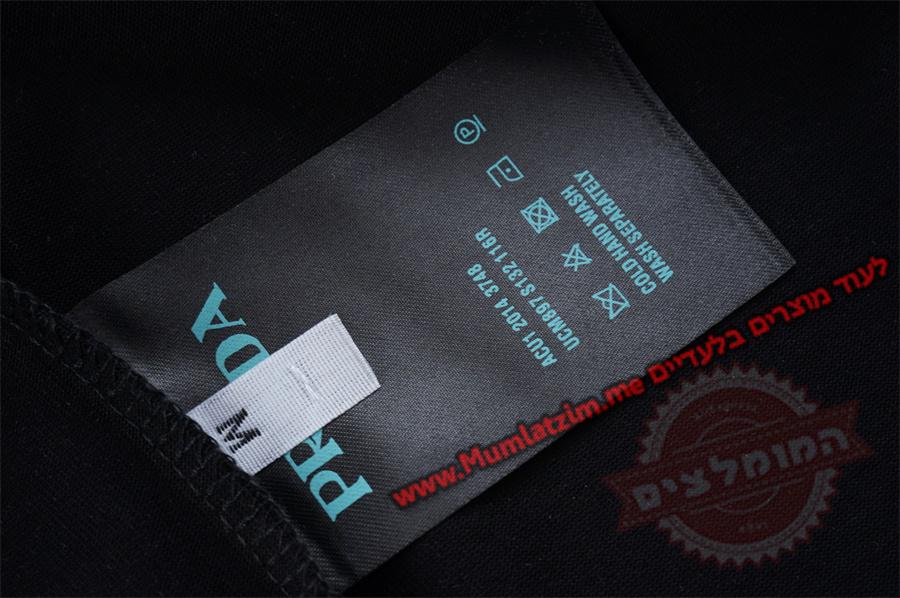 PRADA
M
ACU1 2014 3748
UCM897 S132 116R
COLD HAND WASH
WASH SEPARATELY
P
www.Mumlatzim.me לעוד מוצרים בלעדיים
המומלצים